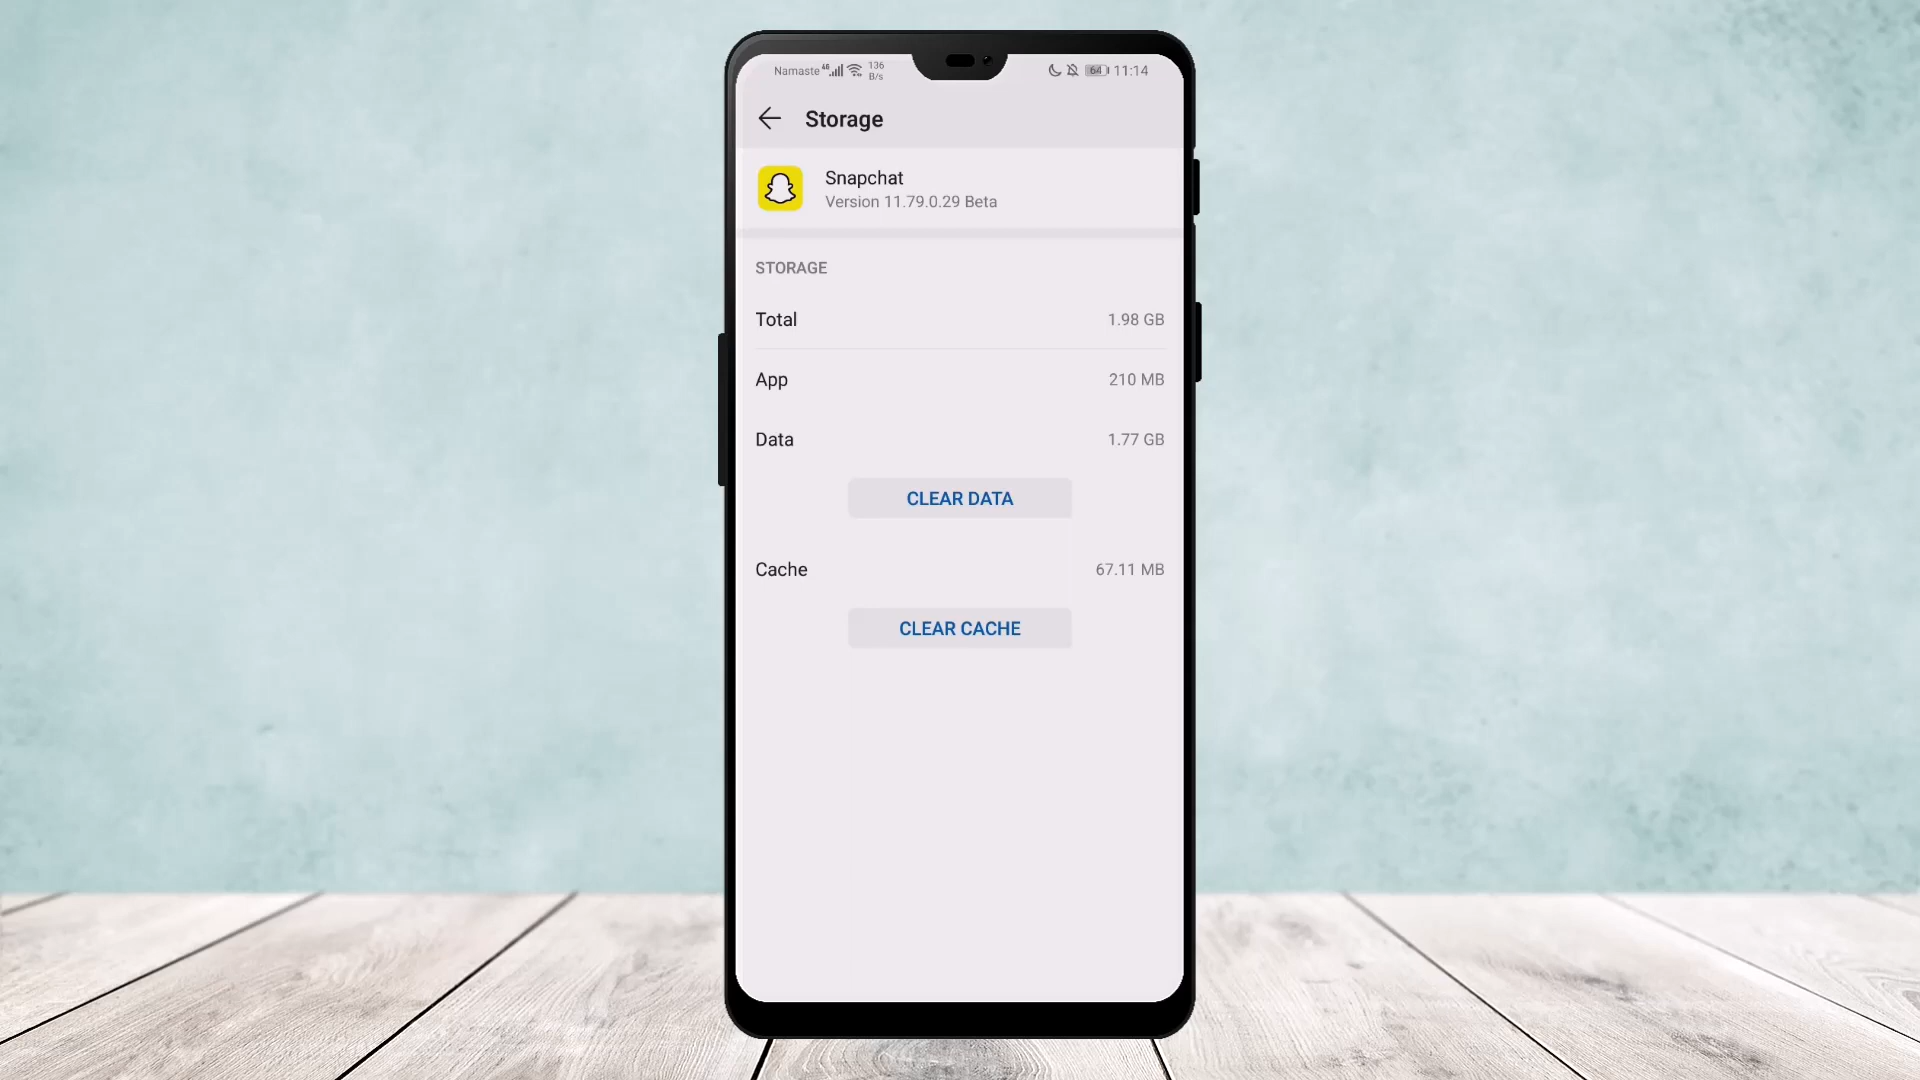 Namaste 4G 136 B/s 64 11:14
Storage
Snapchat
Version 11.79.0.29 Beta
STORAGE
Total 1.98 GB
App 210 MB
Data 1.77 GB
CLEAR DATA
Cache 67.11 MB
CLEAR CACHE